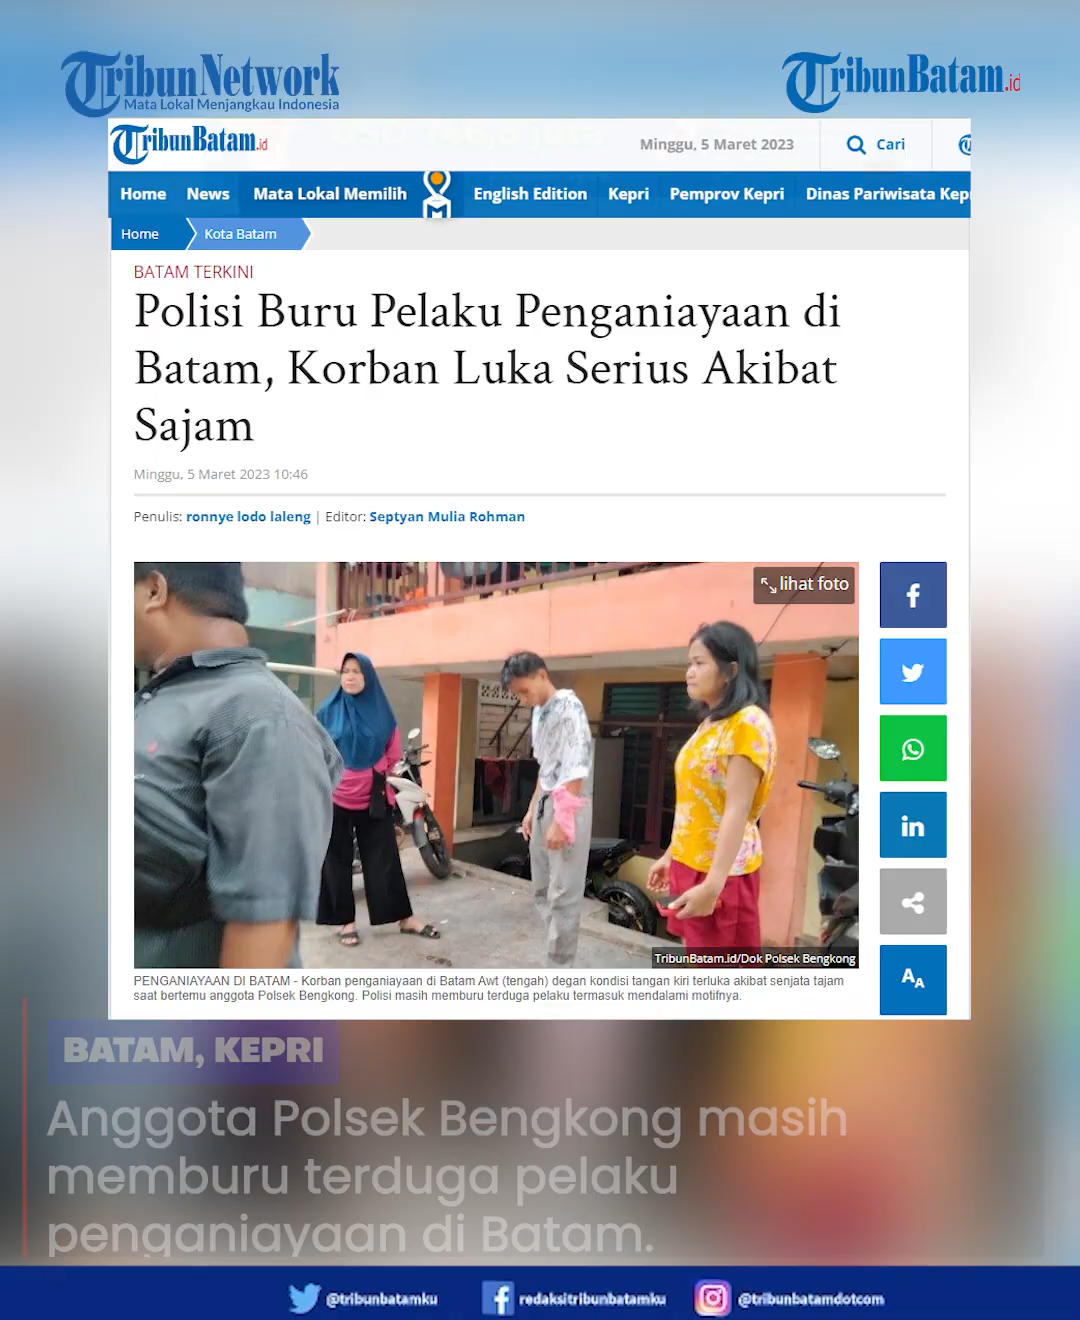 Tribun Network
Mata Lokal Menjangkau Indonesia
TribunBatam.id
TribunBatam.id
Minggu, 5 Maret 2023
Cari
Home News Mata Lokal Memilih English Edition Kepri Pemprov Kepri Dinas Pariwisata Kep
Home Kota Batam
BATAM TERKINI
Polisi Buru Pelaku Penganiayaan di
Batam, Korban Luka Serius Akibat
Sajam
Minggu, 5 Maret 2023 10:46
Penulis: ronnye lodo laleng | Editor: Septyan Mulia Rohman
lihat foto
TribunBatam.id/Dok Polsek Bengkong
PENGANIAYAAN DI BATAM - Korban penganiayaan di Batam Awt (tengah) degan kondisi tangan kiri terluka akibat senjata tajam
saat bertemu anggota Polsek Bengkong. Polisi masih memburu terduga pelaku termasuk mendalami motifnya.
AA
BATAM, KEPRI
Anggota Polsek Bengkong masih
memburu terduga pelaku
penganiayaan di Batam.
@tribunbatamku redaksitribunbatamku @tribunbatamdotcom